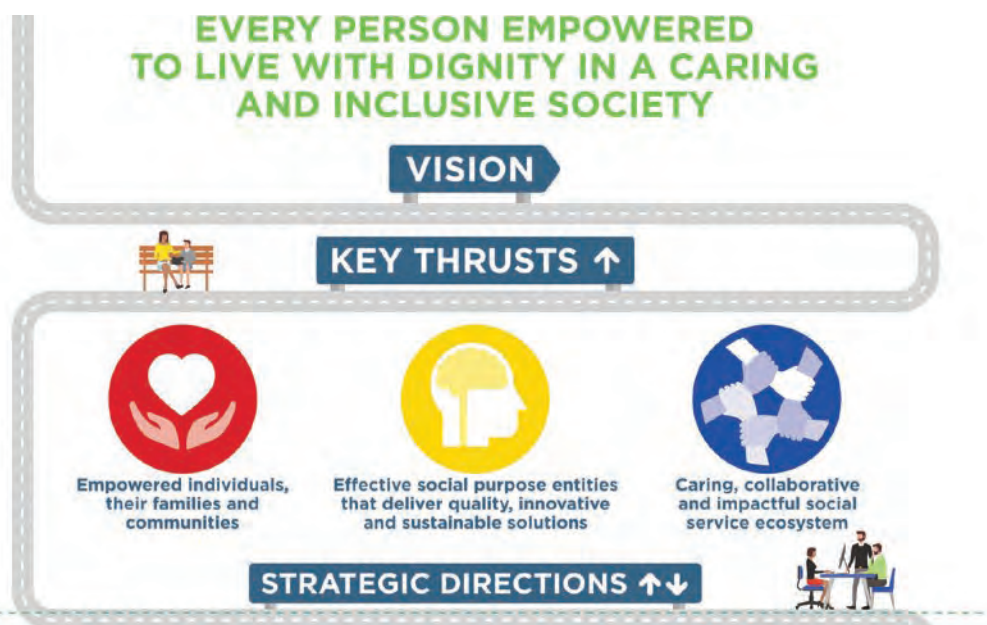 EVERY PERSON EMPOWERED
TO LIVE WITH DIGNITY IN A CARING
AND INCLUSIVE SOCIETY
VISION
KEY THRUSTS ↑
Empowered individuals,
their families and
communities
Effective social purpose entities
that deliver quality, innovative
and sustainable solutions
Caring, collaborative
and impactful social
service ecosystem
STRATEGIC DIRECTIONS ↑↓